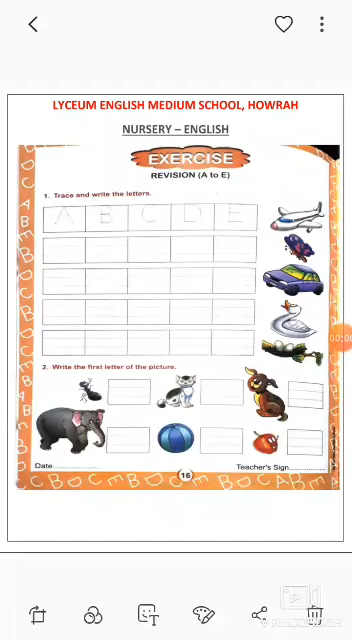 LYCEUM ENGLISH MEDIUM SCHOOL, HOWRAH
NURSERY – ENGLISH
EXERCISE
REVISION (A to E)
1. Trace and write the letters.
A B C D E
2. Write the first letter of the picture.
Date..............
Teacher's Sign..............
16
RECORDER